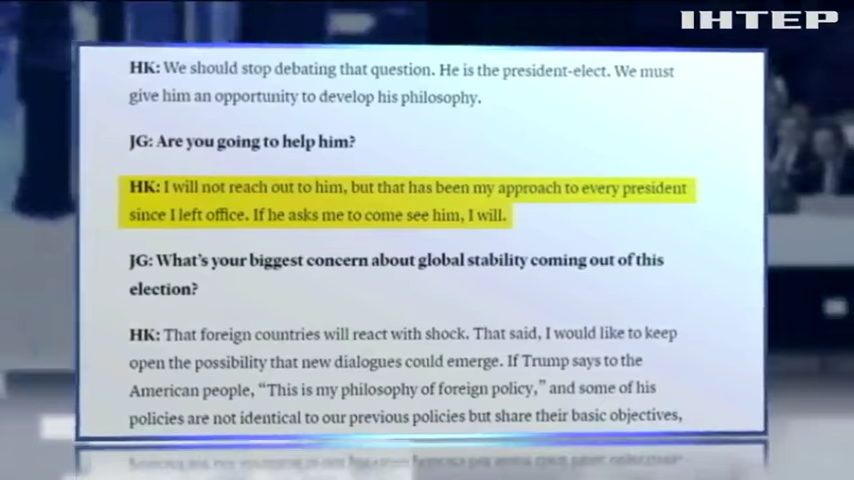 ІНТЕР
HK: We should stop debating that question. He is the president-elect. We must
give him an opportunity to develop his philosophy.
JG: Are you going to help him?
HK: I will not reach out to him, but that has been my approach to every president
since I left office. If he asks me to come see him, I will.
JG: What’s your biggest concern about global stability coming out of this
election?
HK: That foreign countries will react with shock. That said, I would like to keep
open the possibility that new dialogues could emerge. If Trump says to the
American people, “This is my philosophy of foreign policy,” and some of his
policies are not identical to our previous policies but share their basic objectives,